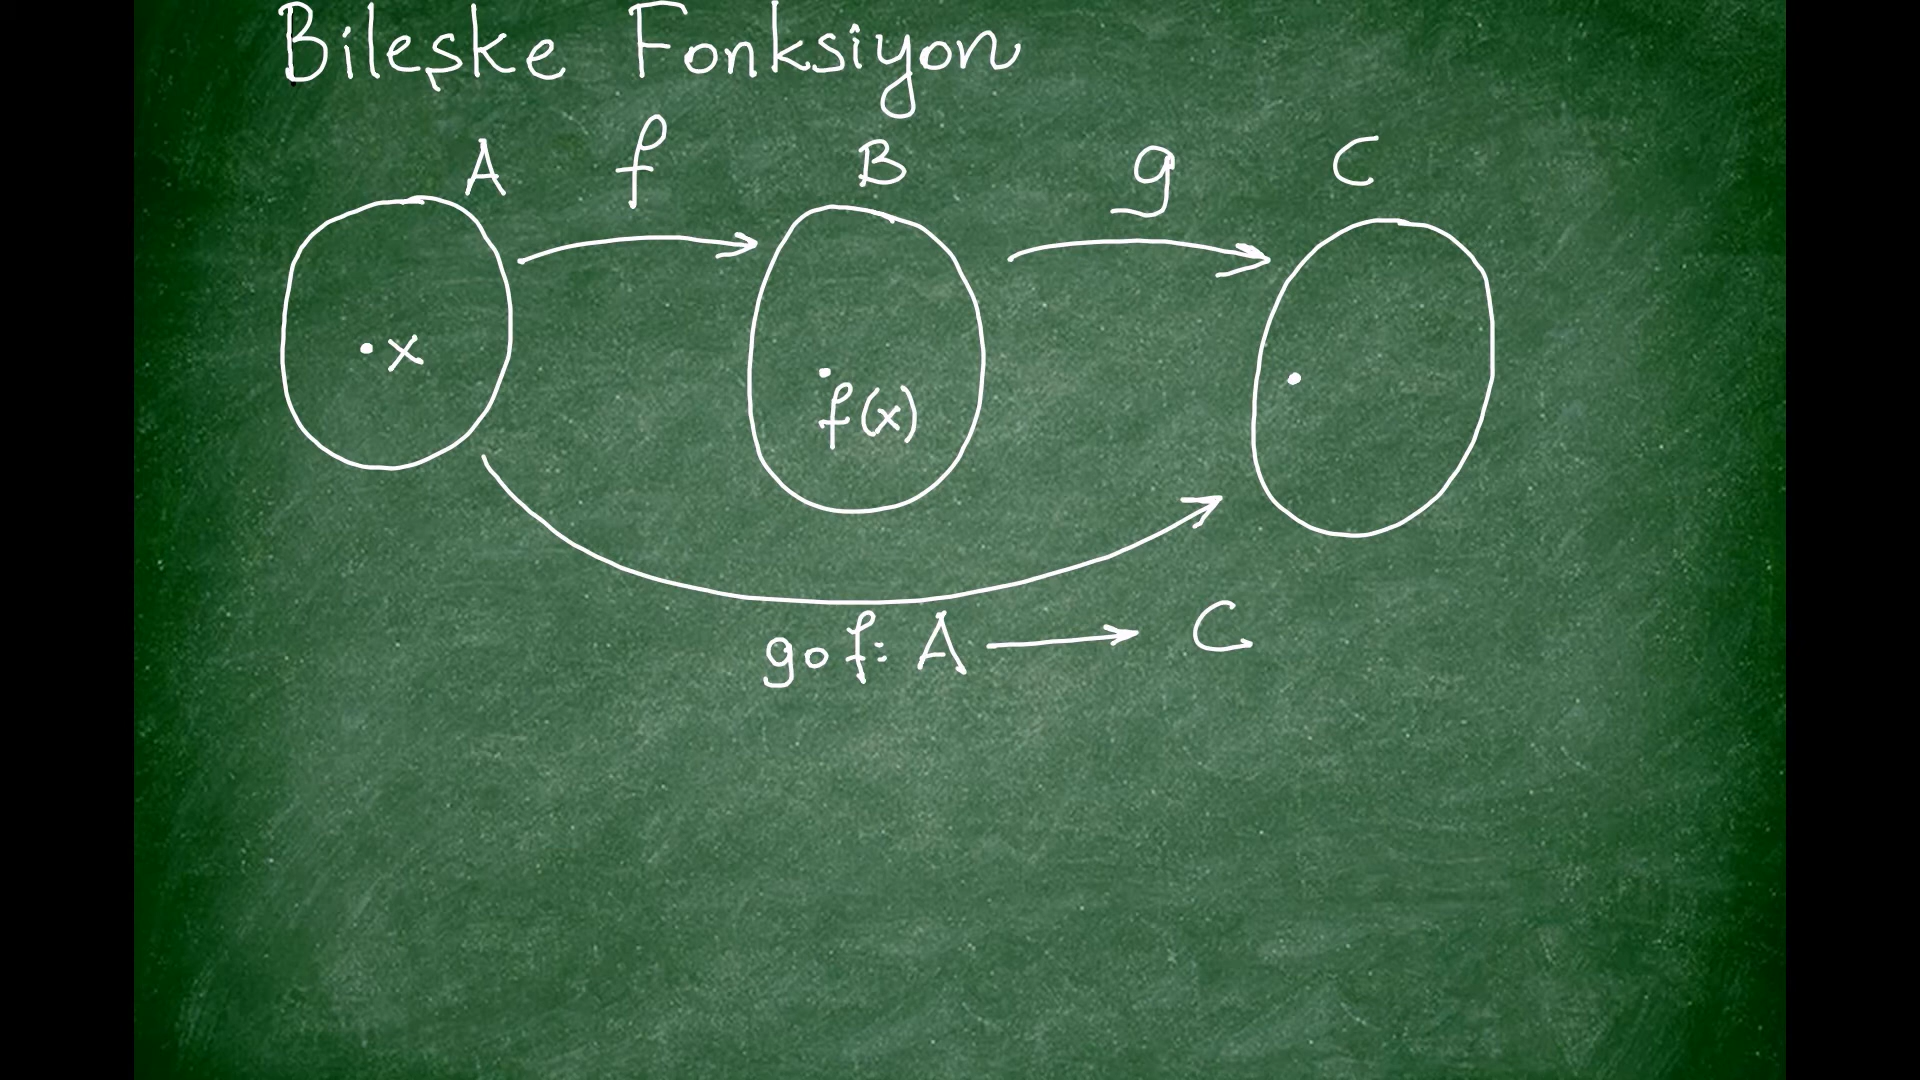 Bileşke Fonksiyon
A f B g C
x
f(x)
gof: A → C